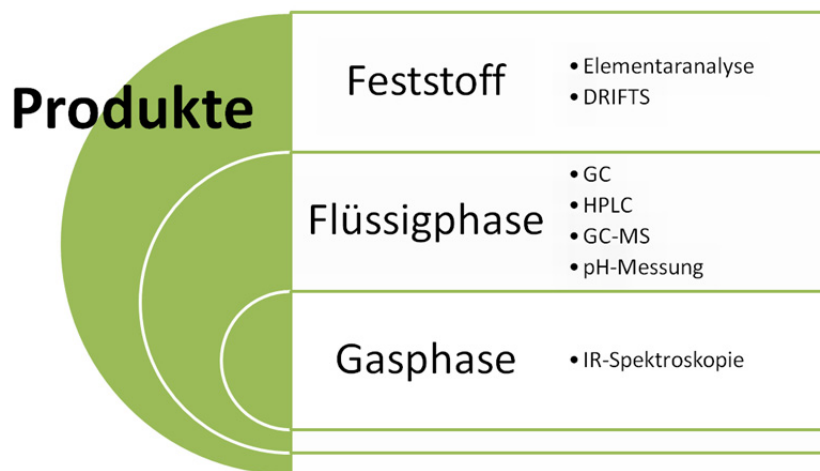 Produkte
Feststoff
• Elementaranalyse
• DRIFTS
Flüssigphase
• GC
• HPLC
• GC-MS
• pH-Messung
Gasphase
• IR-Spektroskopie